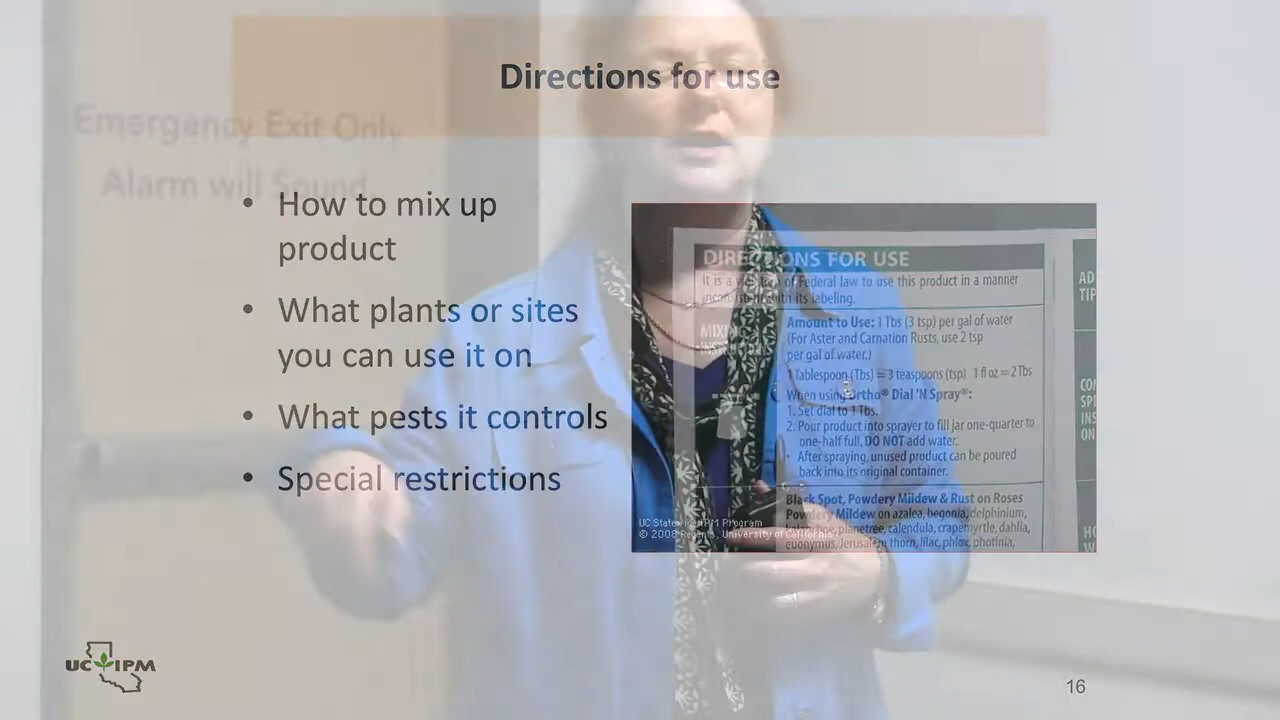 Directions for use
Emergency Exit Only
Alarm will Sound
• How to mix up
product
• What plants or sites
you can use it on
• What pests it controls
• Special restrictions
DIRECTIONS FOR USE
It is a violation of Federal law to use this product in a manner
inconsistent with its labeling.
MIXING
Amount to Use: 1 Tbs (3 tsp) per gal of water
(For Aster and Carnation Rusts, use 2 tsp
per gal of water.)
1 Tablespoon (Tbs) = 3 teaspoons (tsp) 1 fl oz = 2 Tbs
When using Ortho® Dial 'N Spray®:
1. Set dial to 1 Tbs.
2. Pour product into sprayer to fill jar one-quarter to
one-half full. DO NOT add water.
• After spraying, unused product can be poured
back into its original container.
Black Spot, Powdery Mildew & Rust on Roses
Powdery Mildew on azalea, begonia, delphinium,
kalanchoe, planetree, calendula, crapemyrtle, dahlia,
euonymus, Jerusalem thorn, lilac, phlox, photinia,
AD
TIP
CO
SPE
INS
ON
UC Statewide IPM Program
© 2008 Regents, University of California
UC IPM
16